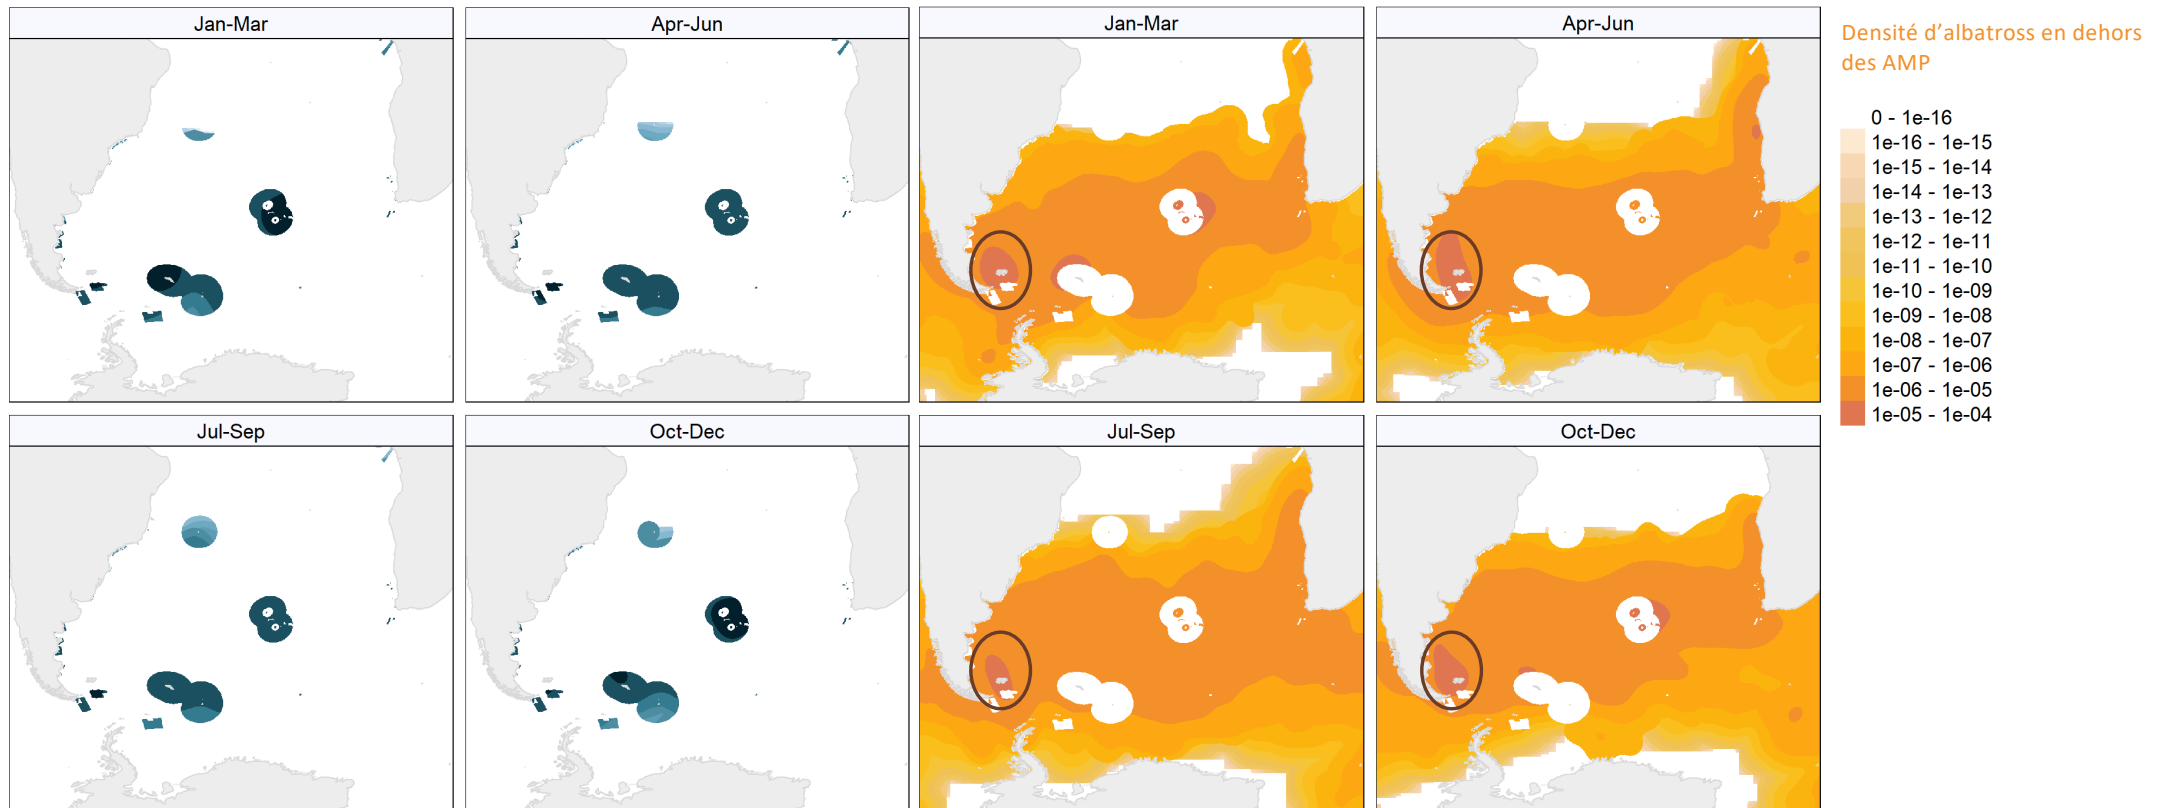 Jan-Mar
Apr-Jun
Jan-Mar
Apr-Jun
Densité d’albatross en dehors
des AMP
0 - 1e-16
1e-16 - 1e-15
1e-15 - 1e-14
1e-14 - 1e-13
1e-13 - 1e-12
1e-12 - 1e-11
1e-11 - 1e-10
1e-10 - 1e-09
1e-09 - 1e-08
1e-08 - 1e-07
1e-07 - 1e-06
1e-06 - 1e-05
1e-05 - 1e-04
Jul-Sep
Oct-Dec
Jul-Sep
Oct-Dec